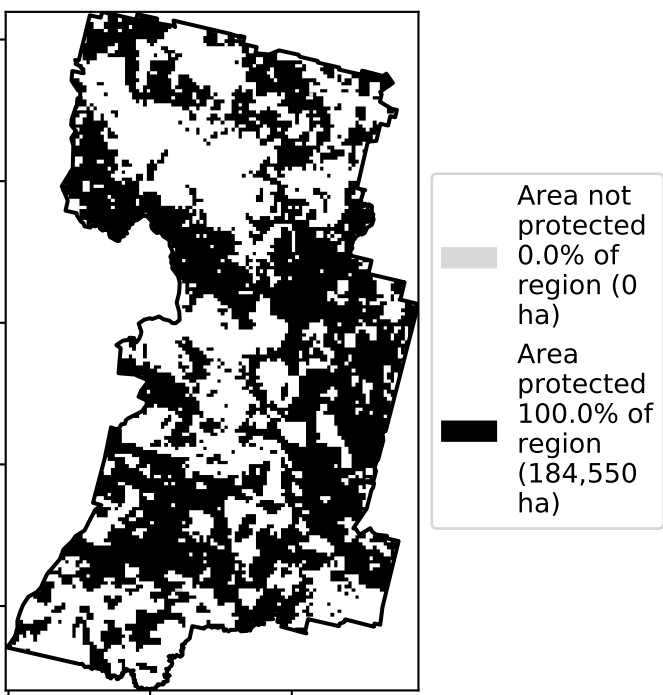 Area not
protected
0.0% of
region (0
ha)
Area
protected
100.0% of
region
(184,550
ha)